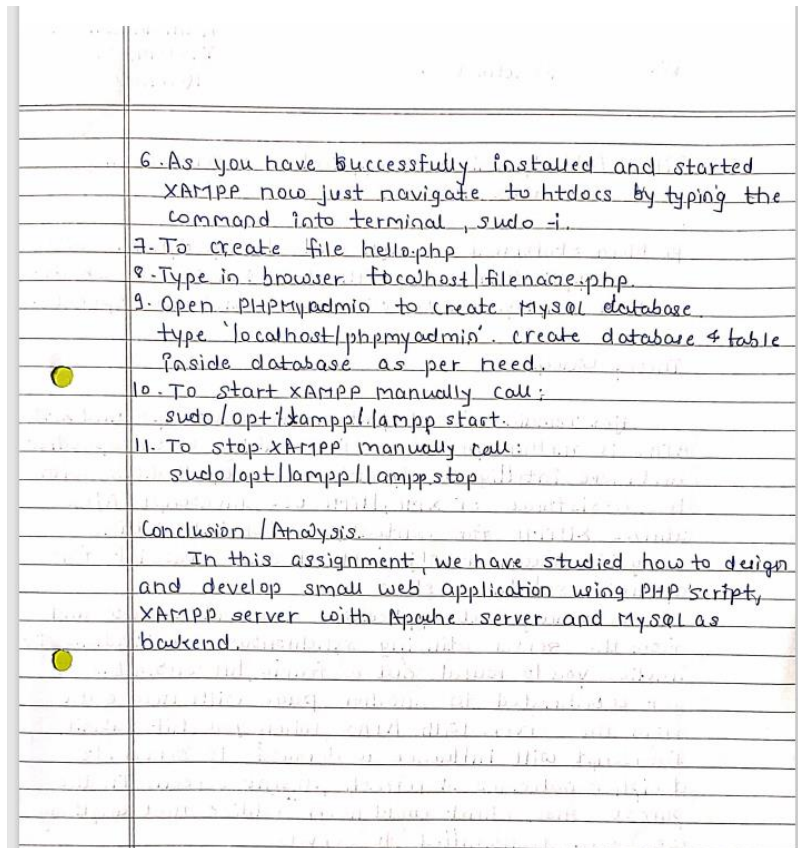 6. As you have successfully installed and started
XAMPP now just navigate to htdocs by typing the
command into terminal, sudo -i.
7. To create file hello.php
8. Type in browser localhost/filename.php.
9. Open PHPMyadmin to create MySQL database
type 'localhost/phpmyadmin'. create database & table
inside database as per need.
10. To start XAMPP manually call;
sudo/opt/lampp/lampp start.
11. To stop XAMPP manually call:
sudo/opt/lampp/lampp stop
Conclusion / Analysis.
In this assignment, we have studied how to design
and develop small web application using PHP script,
XAMPP server with Apache server and MySQL as
backend.